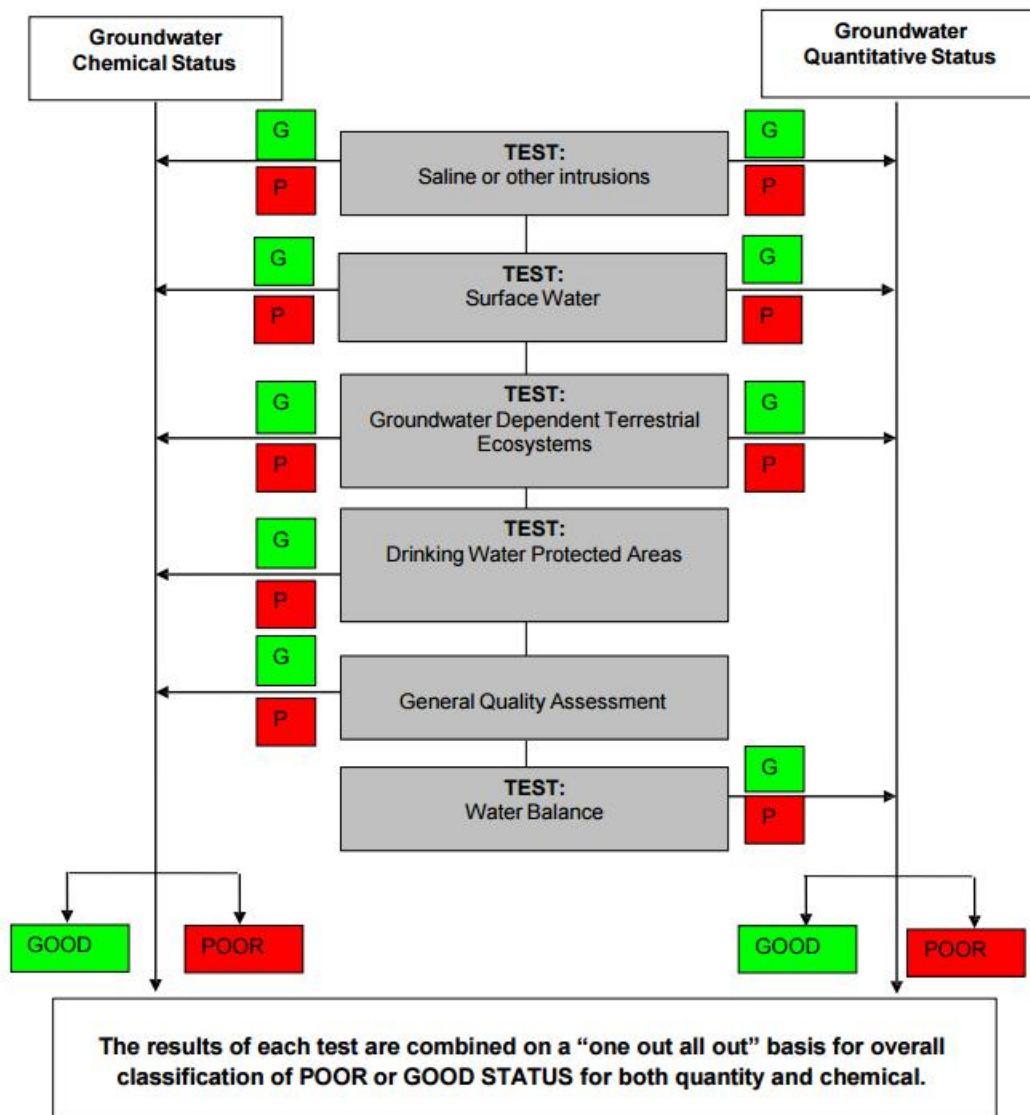 Groundwater
Chemical Status
Groundwater
Quantitative Status
G
G
TEST:
Saline or other intrusions
P
P
G
G
TEST:
Surface Water
P
P
G
G
TEST:
Groundwater Dependent Terrestrial
Ecosystems
P
P
G
TEST:
Drinking Water Protected Areas
P
G
General Quality Assessment
P
G
TEST:
Water Balance
P
GOOD
POOR
GOOD
POOR
The results of each test are combined on a “one out all out” basis for overall
classification of POOR or GOOD STATUS for both quantity and chemical.